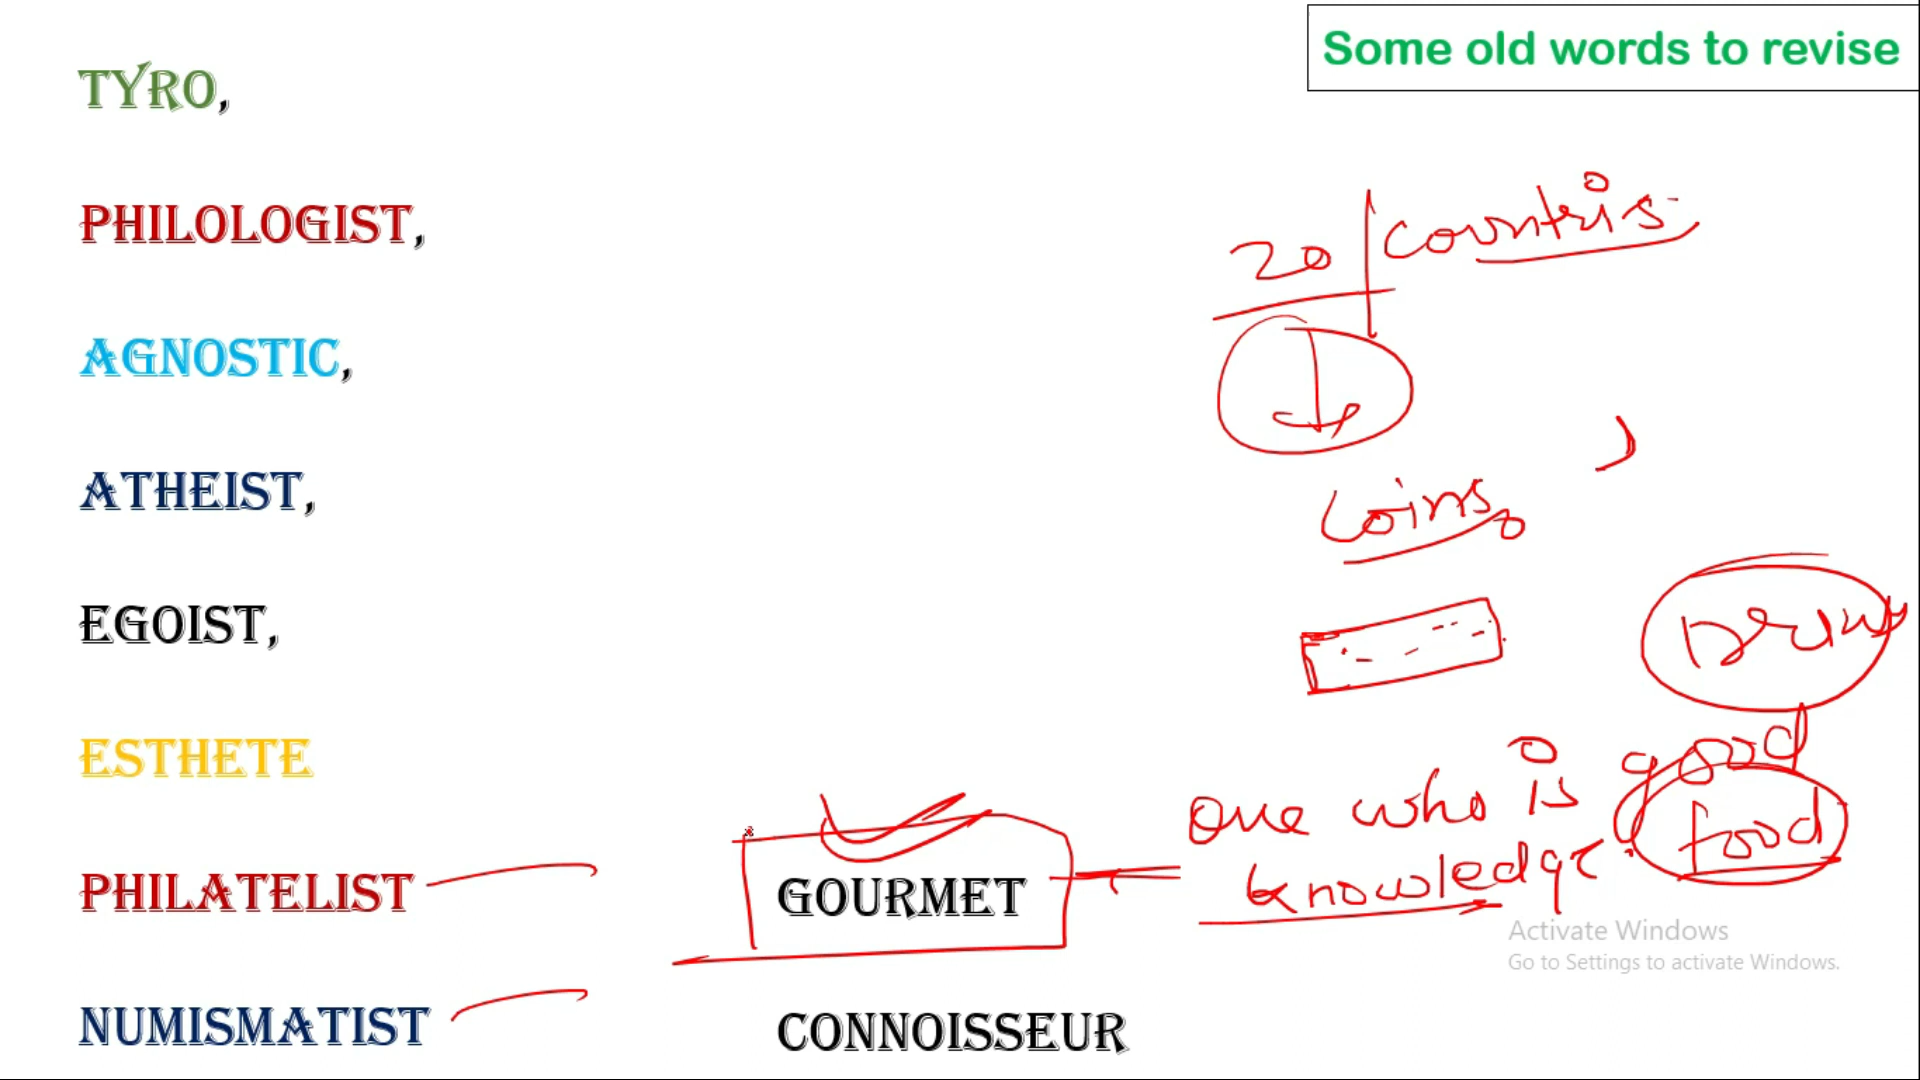 Some old words to revise
TYRO,
PHILOLOGIST,
AGNOSTIC,
ATHEIST,
EGOIST,
ESTHETE
PHILATELIST
NUMISMATIST
GOURMET
CONNOISSEUR
20 countris
coins
good
one who is food
knowledge
Activate Windows
Go to Settings to activate Windows.